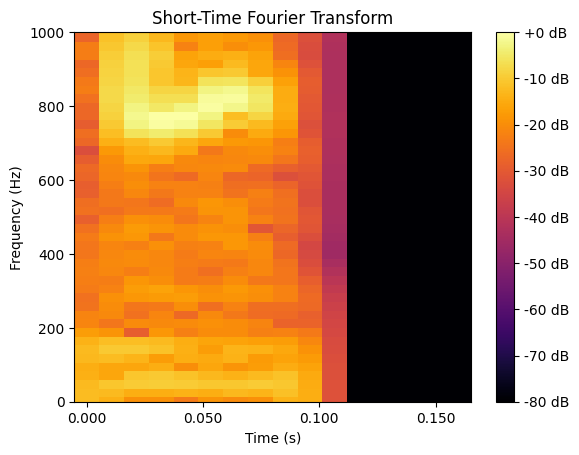 Short-Time Fourier Transform
Frequency (Hz)
1000
800
600
400
200
0
0.000
0.050
0.100
0.150
Time (s)
+0 dB
-10 dB
-20 dB
-30 dB
-40 dB
-50 dB
-60 dB
-70 dB
-80 dB